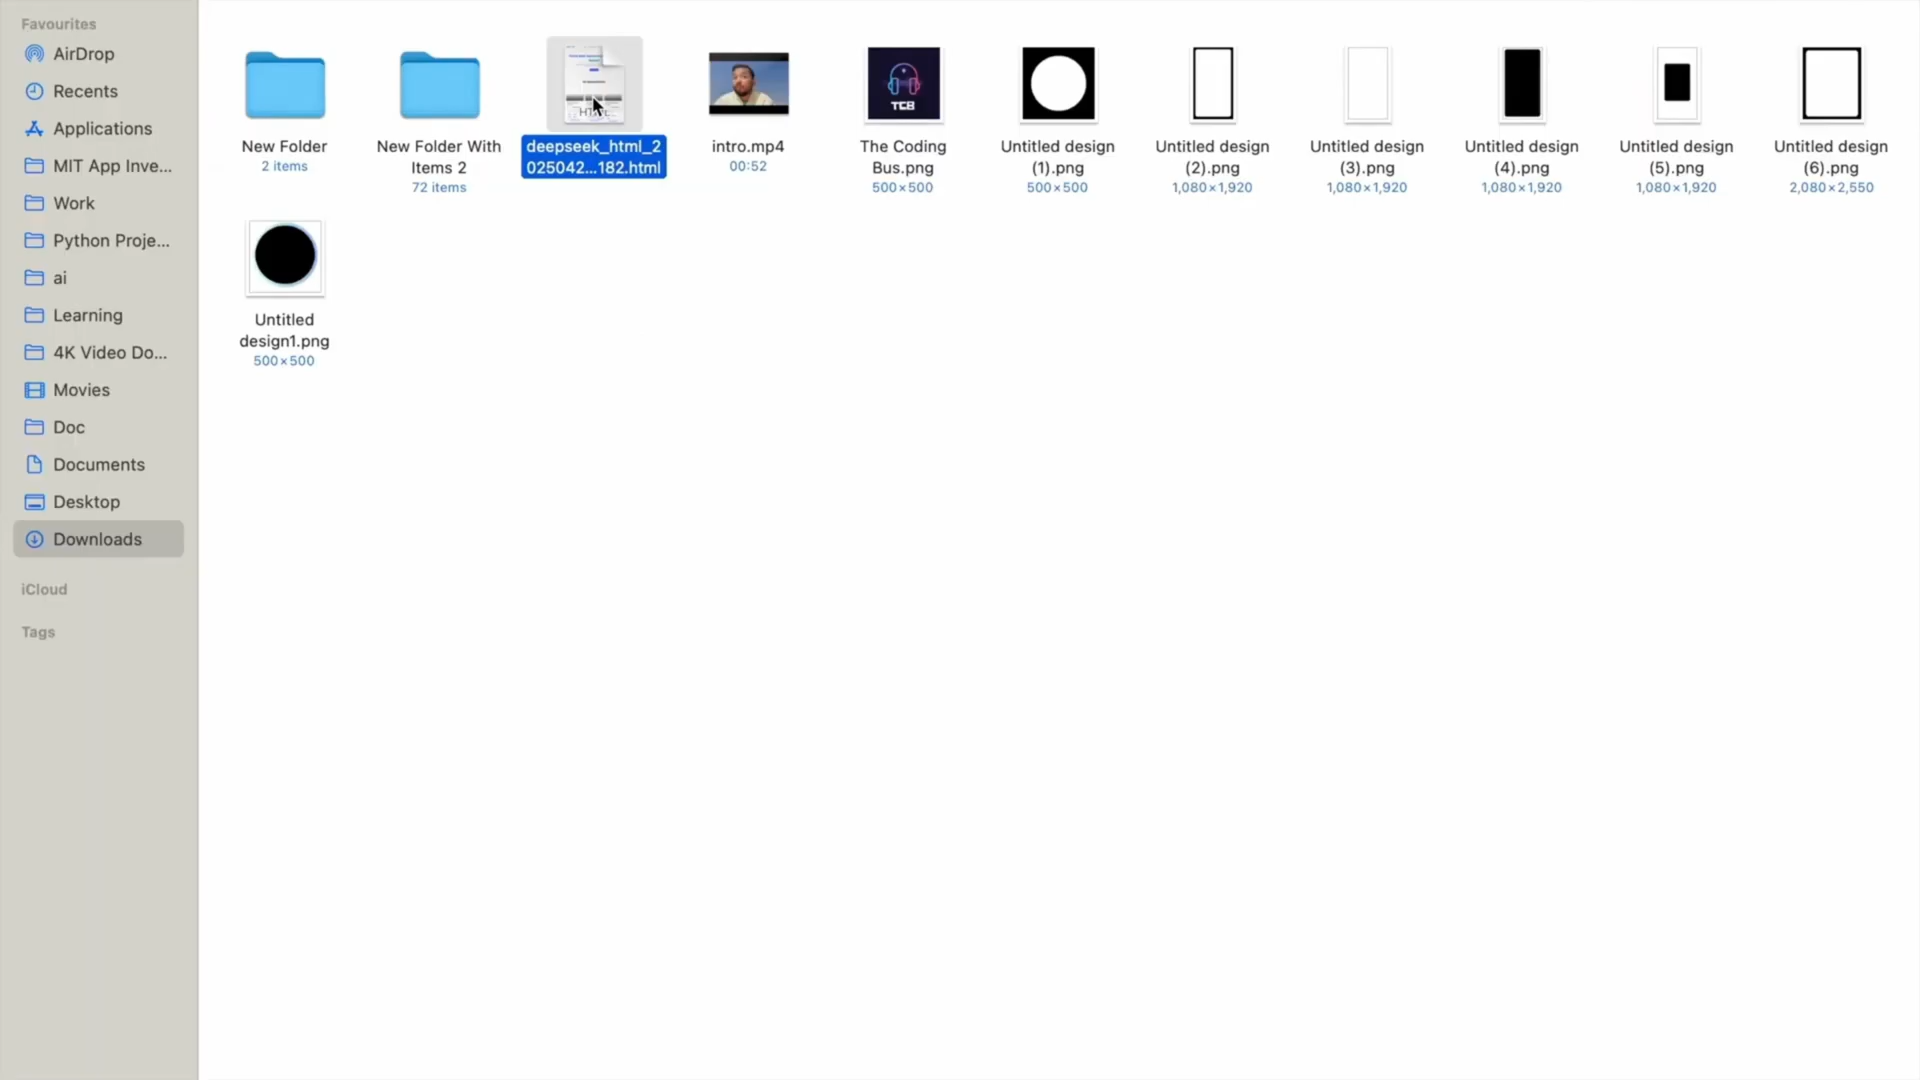 Favourites
AirDrop
Recents
Applications
MIT App Inve...
Work
Python Proje...
ai
Learning
4K Video Do...
Movies
Doc
Documents
Desktop
Downloads
iCloud
Tags
New Folder
2 items
New Folder With
Items 2
72 items
HTML
deepseek_html_2
025042...182.html
intro.mp4
00:52
TCB
The Coding
Bus.png
500×500
Untitled design
(1).png
500×500
Untitled design
(2).png
1,080×1,920
Untitled design
(3).png
1,080×1,920
Untitled design
(4).png
1,080×1,920
Untitled design
(5).png
1,080×1,920
Untitled design
(6).png
2,080×2,550
Untitled
design1.png
500×500